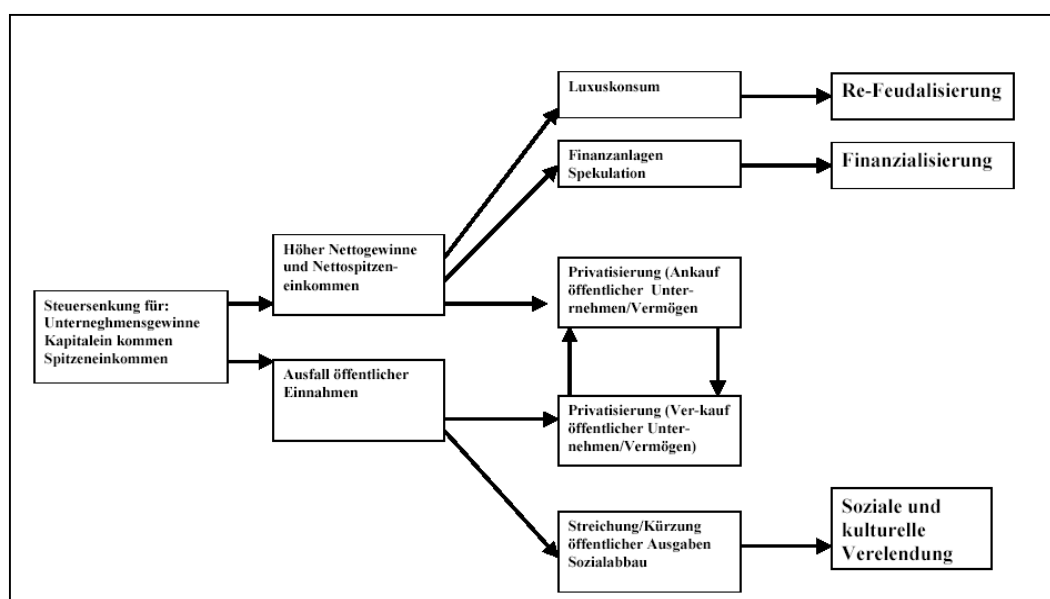 Luxuskonsum
Re-Feudalisierung
Finanzanlagen
Spekulation
Finanzialisierung
Höher Nettogewinne
und Nettospitzen-
einkommen
Privatisierung (Ankauf
öffentlicher Unter-
rnehmen/Vermögen
Steuersenkung für:
Unterneghmensgewinne
Kapitalein kommen
Spitzeneinkommen
Ausfall öffentlicher
Einnahmen
Privatisierung (Ver-kauf
öffentlicher Unter-
nehmen/Vermögen)
Streichung/Kürzung
öffentlicher Ausgaben
Sozialabbau
Soziale und
kulturelle
Verelendung